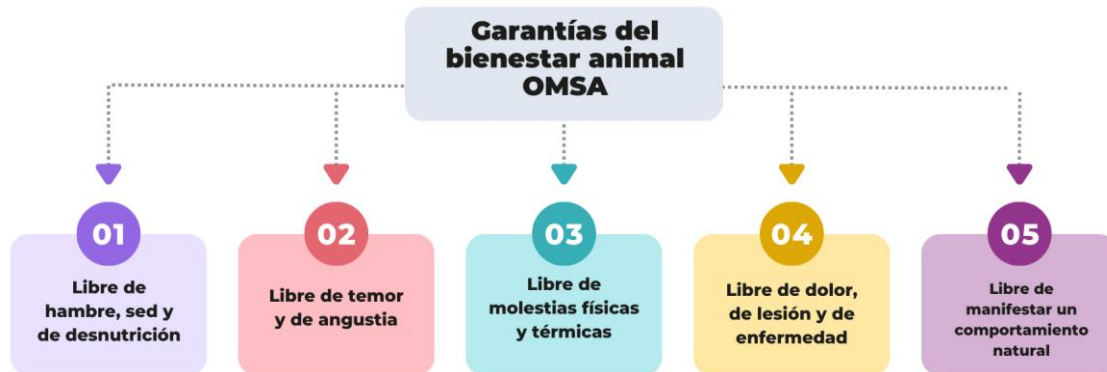 Garantías del
bienestar animal
OMSA
01
Libre de
hambre, sed y
de desnutrición
02
Libre de temor
y de angustia
03
Libre de
molestias físicas
y térmicas
04
Libre de dolor,
de lesión y de
enfermedad
05
Libre de
manifestar un
comportamiento
natural